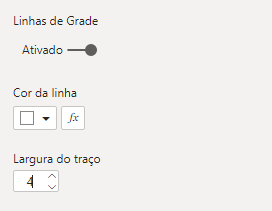 Linhas de Grade
Ativado
Cor da linha
fx
Largura do traço
4